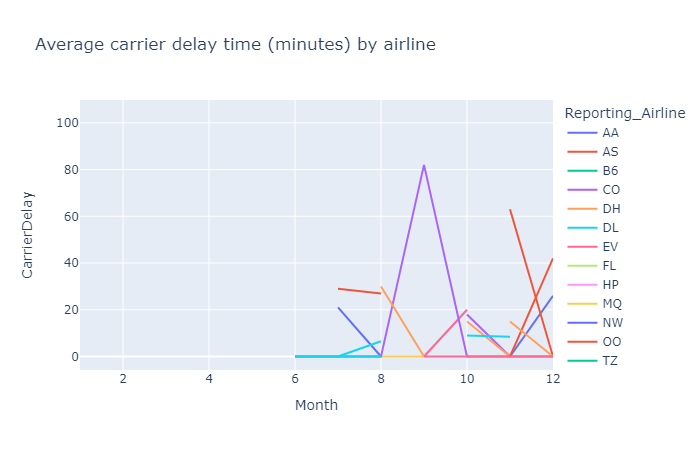 Average carrier delay time (minutes) by airline
Reporting_Airline
AA
AS
B6
CO
DH
DL
EV
FL
HP
MQ
NW
OO
TZ
CarrierDelay
100
80
60
40
20
0
2 4 6 8 10 12
Month